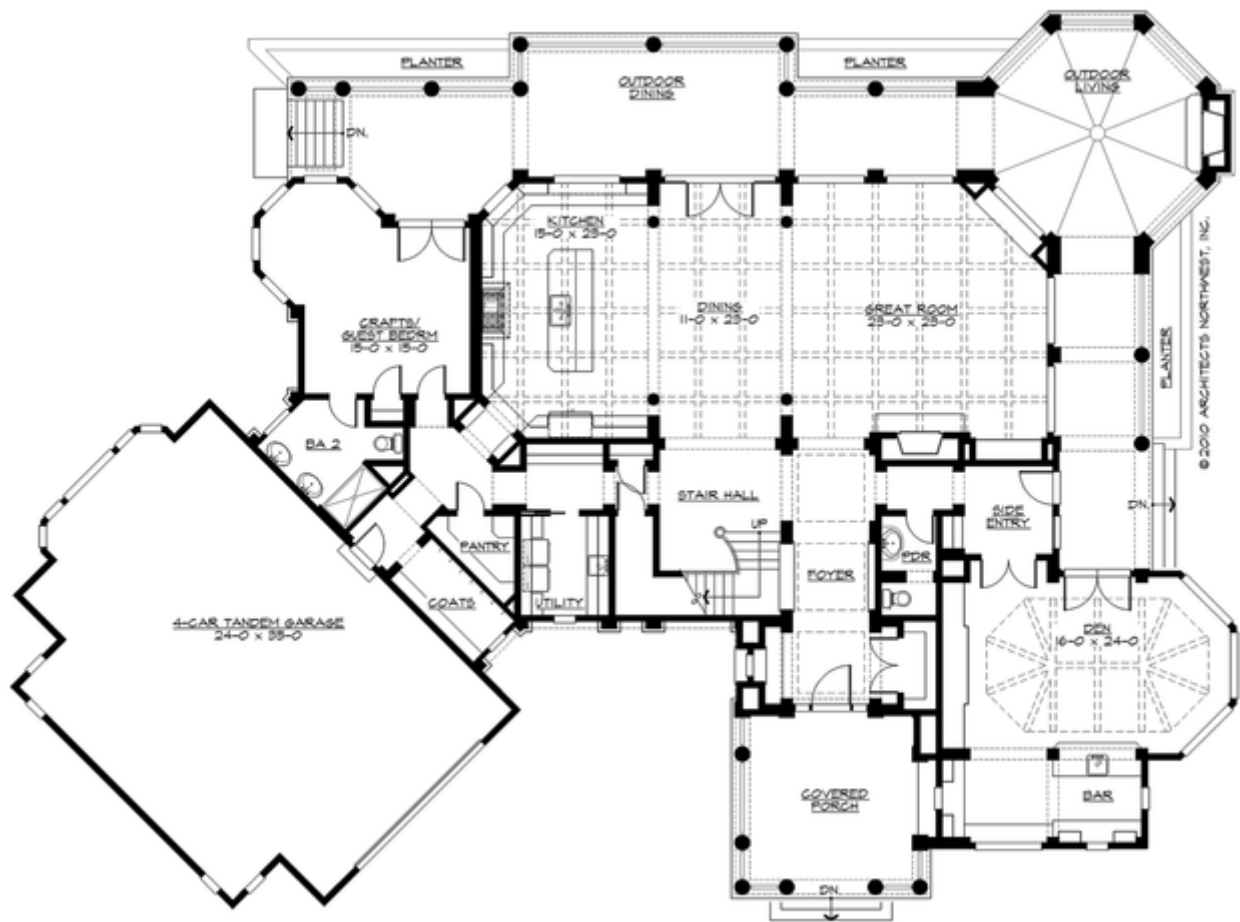 PLANTER
OUTDOOR
DINING
PLANTER
OUTDOOR
LIVING
DN.
KITCHEN
15-0 x 23-0
CRAFTS/
GUEST BEDRM
15-0 x 15-0
DINING
11-0 x 23-0
GREAT ROOM
23-0 x 23-0
PLANTER
©2010 ARCHITECTS NORTHWEST, INC.
BA 2
STAIR HALL
UP
SIDE
ENTRY
DN.
PANTRY
PDR
FOYER
COATS
UTILITY
4-CAR TANDEM GARAGE
24-0 x 55-0
DEN
16-0 x 24-0
COVERED
PORCH
BAR
DN.